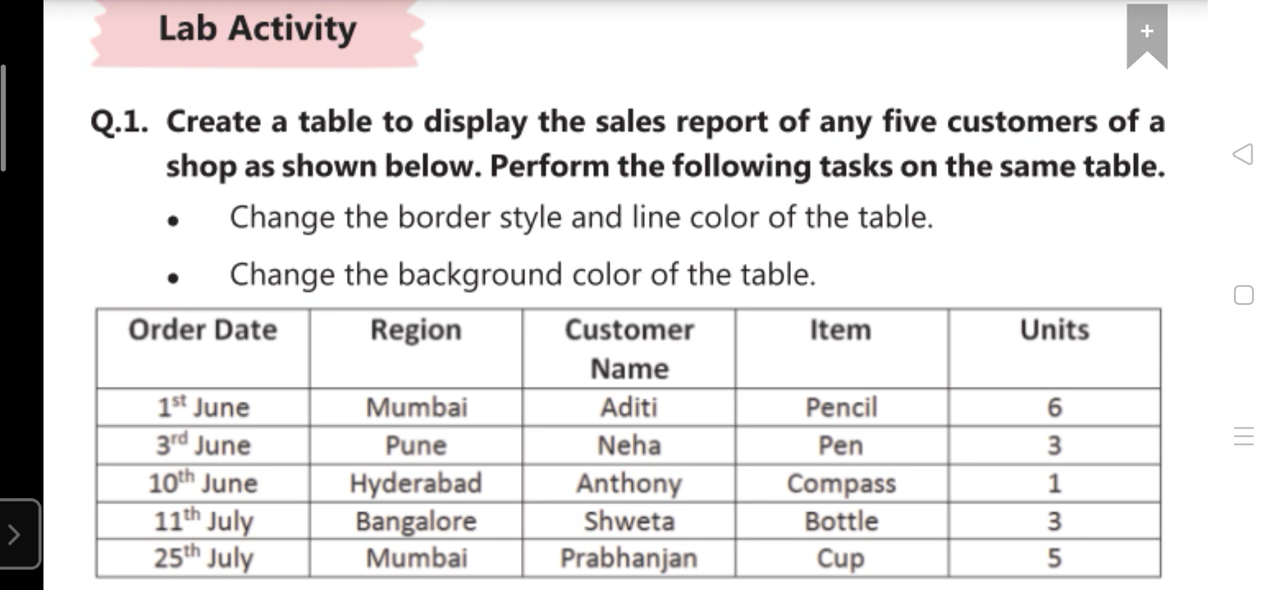 Lab Activity
Q.1. Create a table to display the sales report of any five customers of a
shop as shown below. Perform the following tasks on the same table.
• Change the border style and line color of the table.
• Change the background color of the table.
Order Date Region Customer Name Item Units
1st June Mumbai Aditi Pencil 6
3rd June Pune Neha Pen 3
10th June Hyderabad Anthony Compass 1
11th July Bangalore Shweta Bottle 3
25th July Mumbai Prabhanjan Cup 5